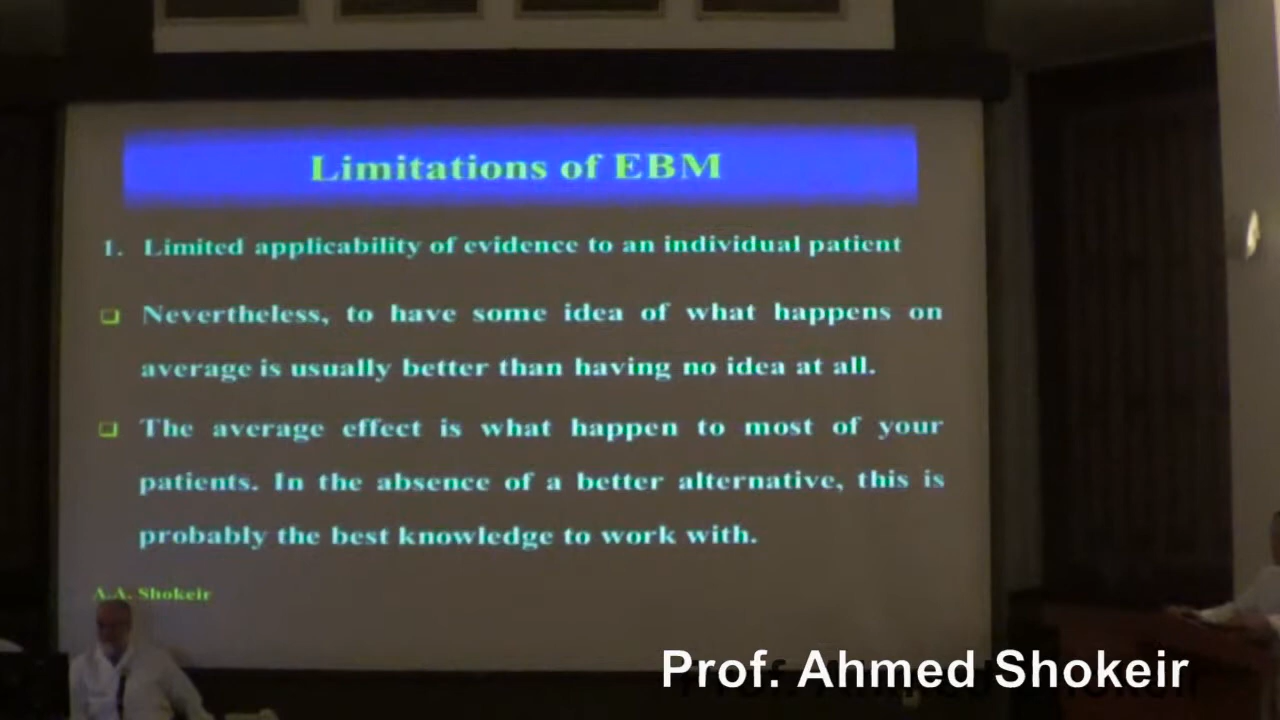 Limitations of EBM
1. Limited applicability of evidence to an individual patient
❑ Nevertheless, to have some idea of what happens on
average is usually better than having no idea at all.
❑ The average effect is what happen to most of your
patients. In the absence of a better alternative, this is
probably the best knowledge to work with.
A.A. Shokeir
Prof. Ahmed Shokeir